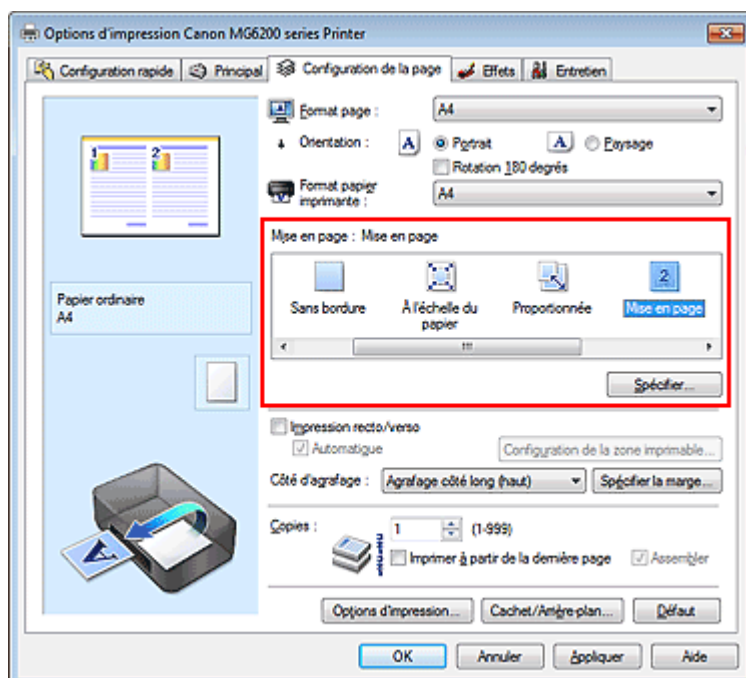 Options d'impression Canon MG6200 series Printer
Configuration rapide Principal Configuration de la page Effets Entretien
Format page : A4
Orientation : A Portrait A Paysage
Rotation 180 degrés
Format papier
imprimante : A4
Mise en page : Mise en page
1 2
2
Sans bordure À l'échelle du
papier Proportionnée Mise en page
Papier ordinaire
A4
Spécifier...
Impression recto/verso
Automatique Configuration de la zone imprimable...
Côté d'agrafage : Agrafage côté long (haut) Spécifier la marge...
Copies : 1 (1-999)
Imprimer à partir de la dernière page Assembler
A
Options d'impression... Cachet/Arrière-plan... Défaut
OK Annuler Appliquer Aide